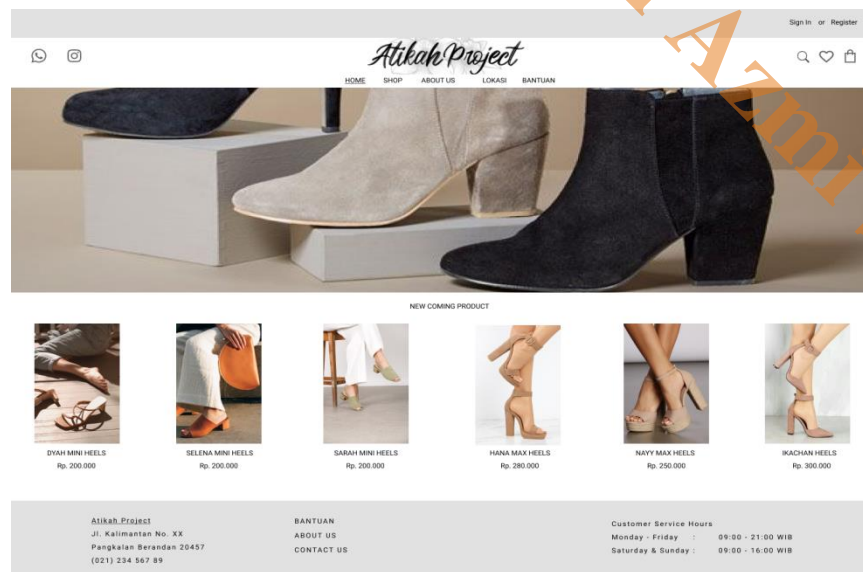 Sign In or Register
Atikah Project
HOME SHOP ABOUT US LOKASI BANTUAN
NEW COMING PRODUCT
DYAH MINI HEELS SELENA MINI HEELS SARAH MINI HEELS HANA MAX HEELS NAYY MAX HEELS IKACHAN HEELS
Rp. 200.000 Rp. 200.000 Rp. 200.000 Rp. 280.000 Rp. 250.000 Rp. 300.000
Atikah Project
Jl. Kalimantan No. XX
Pangkalan Berandan 20457
(021) 234 567 89
BANTUAN
ABOUT US
CONTACT US
Customer Service Hours
Monday - Friday : 09:00 - 21:00 WIB
Saturday & Sunday : 09:00 - 16:00 WIB
Azmi